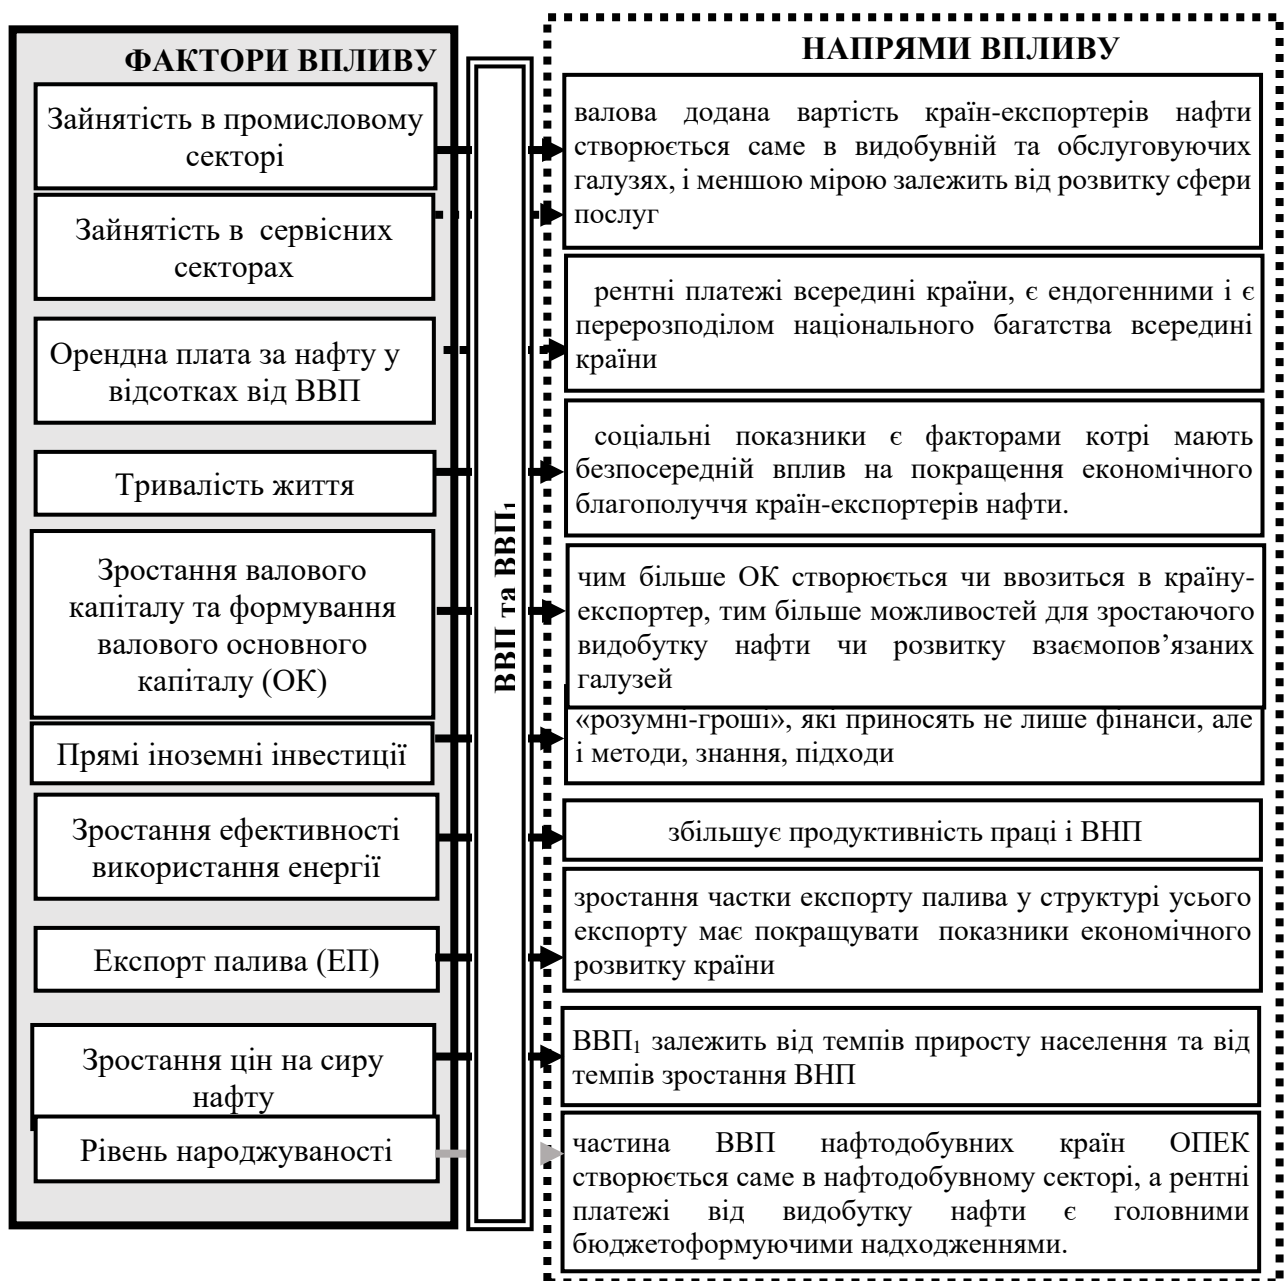 ФАКТОРИ ВПЛИВУ
Зайнятість в промисловому
секторі
Зайнятість в сервісних
секторах
Орендна плата за нафту у
відсотках від ВВП
Тривалість життя
Зростання валового
капіталу та формування
валового основного
капіталу (ОК)
Прямі іноземні інвестиції
Зростання ефективності
використання енергії
Експорт палива (ЕП)
Зростання цін на сиру
нафту
Рівень народжуваності
ВВП та ВВП₁
НАПРЯМИ ВПЛИВУ
валова додана вартість країн-експортерів нафти
створюється саме в видобувній та обслуговуючих
галузях, і меншою мірою залежить від розвитку сфери
послуг
рентні платежі всередині країни, є ендогенними і є
перерозподілом національного багатства всередині
країни
соціальні показники є факторами котрі мають
безпосередній вплив на покращення економічного
благополуччя країн-експортерів нафти.
чим більше ОК створюється чи ввозиться в країну-
експортер, тим більше можливостей для зростаючого
видобутку нафти чи розвитку взаємопов’язаних
галузей
«розумні-гроші», які приносять не лише фінанси, але
і методи, знання, підходи
збільшує продуктивність праці і ВНП
зростання частки експорту палива у структурі усього
експорту має покращувати показники економічного
розвитку країни
ВВП₁ залежить від темпів приросту населення та від
темпів зростання ВНП
частина ВВП нафтодобувних країн ОПЕК
створюється саме в нафтодобувному секторі, а рентні
платежі від видобутку нафти є головними
бюджетоформуючими надходженнями.